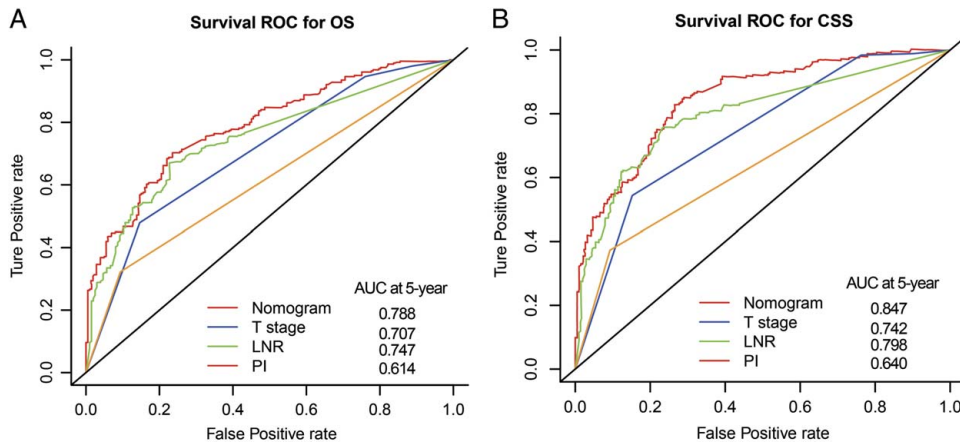 A
Survival ROC for OS
Ture Positive rate
1.0
0.8
0.6
0.4
0.2
0.0
AUC at 5-year
Nomogram 0.788
T stage 0.707
LNR 0.747
PI 0.614
0.0 0.2 0.4 0.6 0.8 1.0
False Positive rate
B
Survival ROC for CSS
Ture Positive rate
1.0
0.8
0.6
0.4
0.2
0.0
AUC at 5-year
Nomogram 0.847
T stage 0.742
LNR 0.798
PI 0.640
0.0 0.2 0.4 0.6 0.8 1.0
False Positive rate